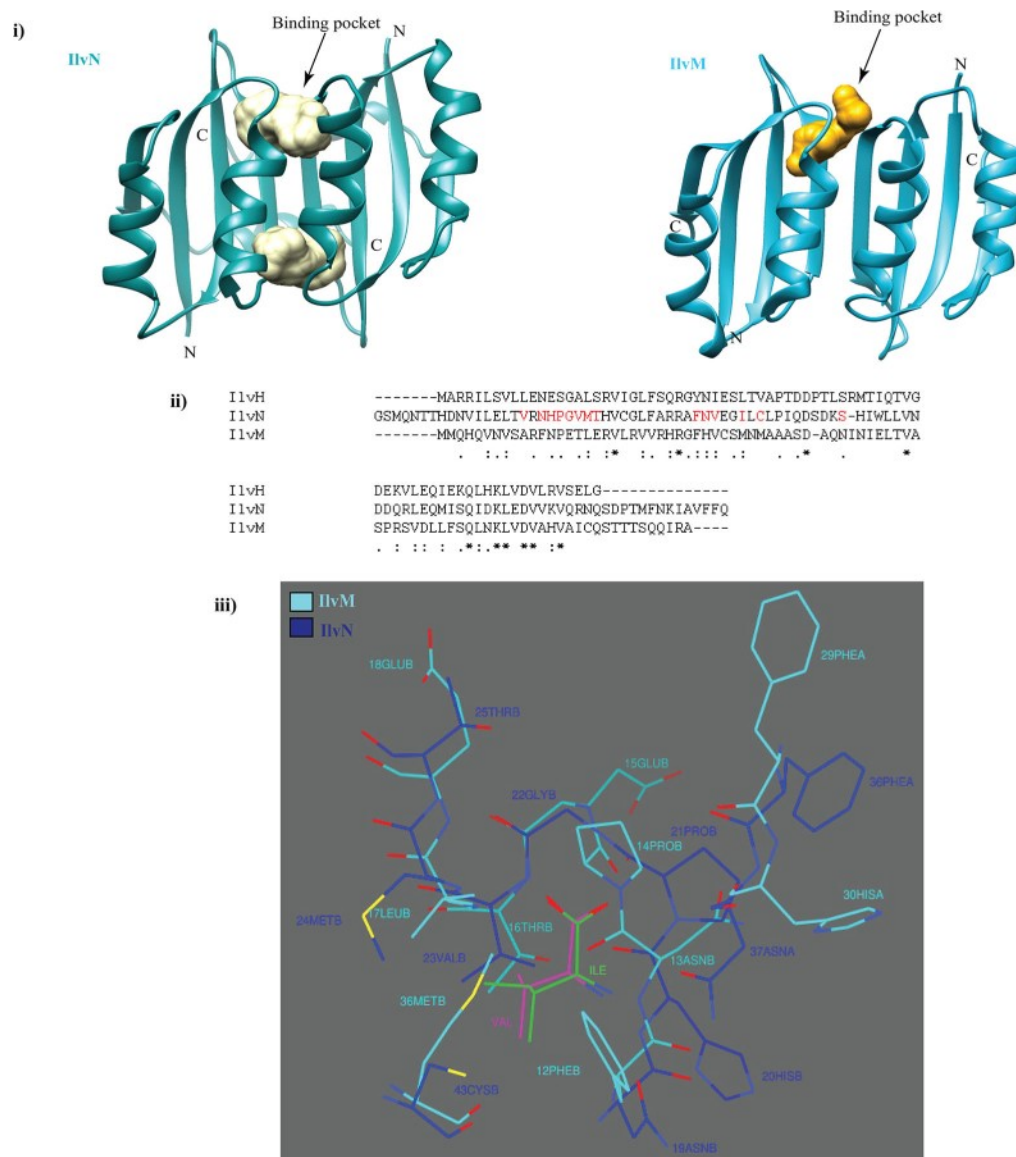 i)
Binding pocket
IlvN
N
C
C
N
Binding pocket
IlvM
N
C
C
N
ii)
IlvH -------MARRILSVLLENESGALSRVIGLFSQRGYNIESLTVAPTDDPTLSRMTIQTVG
IlvN GSMQNTTHDNVILELTVRNHPGVMTHVCGLFARRAFNVEGILCLPIQDSDKS-HIWLLVN
IlvM -------MMQHQVNVSARFNPETLERVLRVVRHRGFHVCSMNMAAASDA-AQNINIELTVA
. :.: . .. .:* :. .*.::: .: * . *
IlvH DEKVLEQIEKQLHKLVDVLRVSELG--------------
IlvN DDQRLEQMISQIDKLEDVVKVQRNQSDPTMFNKIAVFFQ
IlvM SPRSVDLLFSQLNKLVDVAHVAICQSTTTSQQIRA----
. : :: : .*:.** ** :*
iii)
IlvM
IlvN
29PHEA
18GLUB
25THRB
15GLUB
22GLYB
36PHEA
21PROB
14PROB
30HISA
24METB
17LEUB
16THRB
37ASNA
13ASNB
23VALB
ILE
36METB
VAL
12PHEB
20HISB
43CYSB
19ASNB